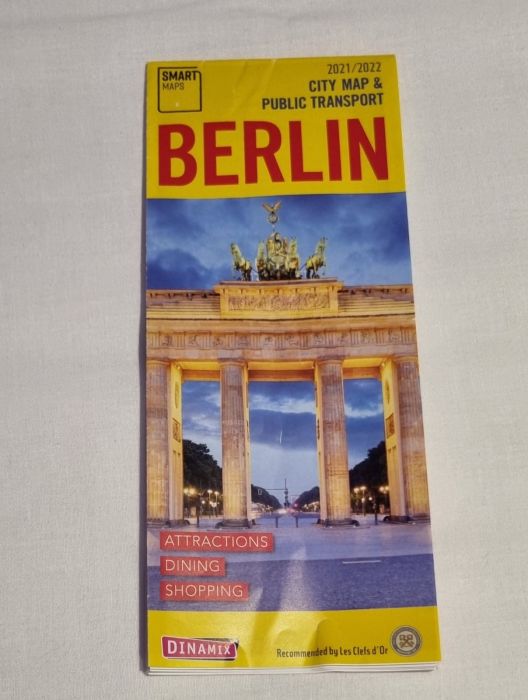 SMART
MAPS
2021/2022
CITY MAP &
PUBLIC TRANSPORT
BERLIN
ATTRACTIONS
DINING
SHOPPING
DINAMIX
Recommended by Les Clefs d'Or